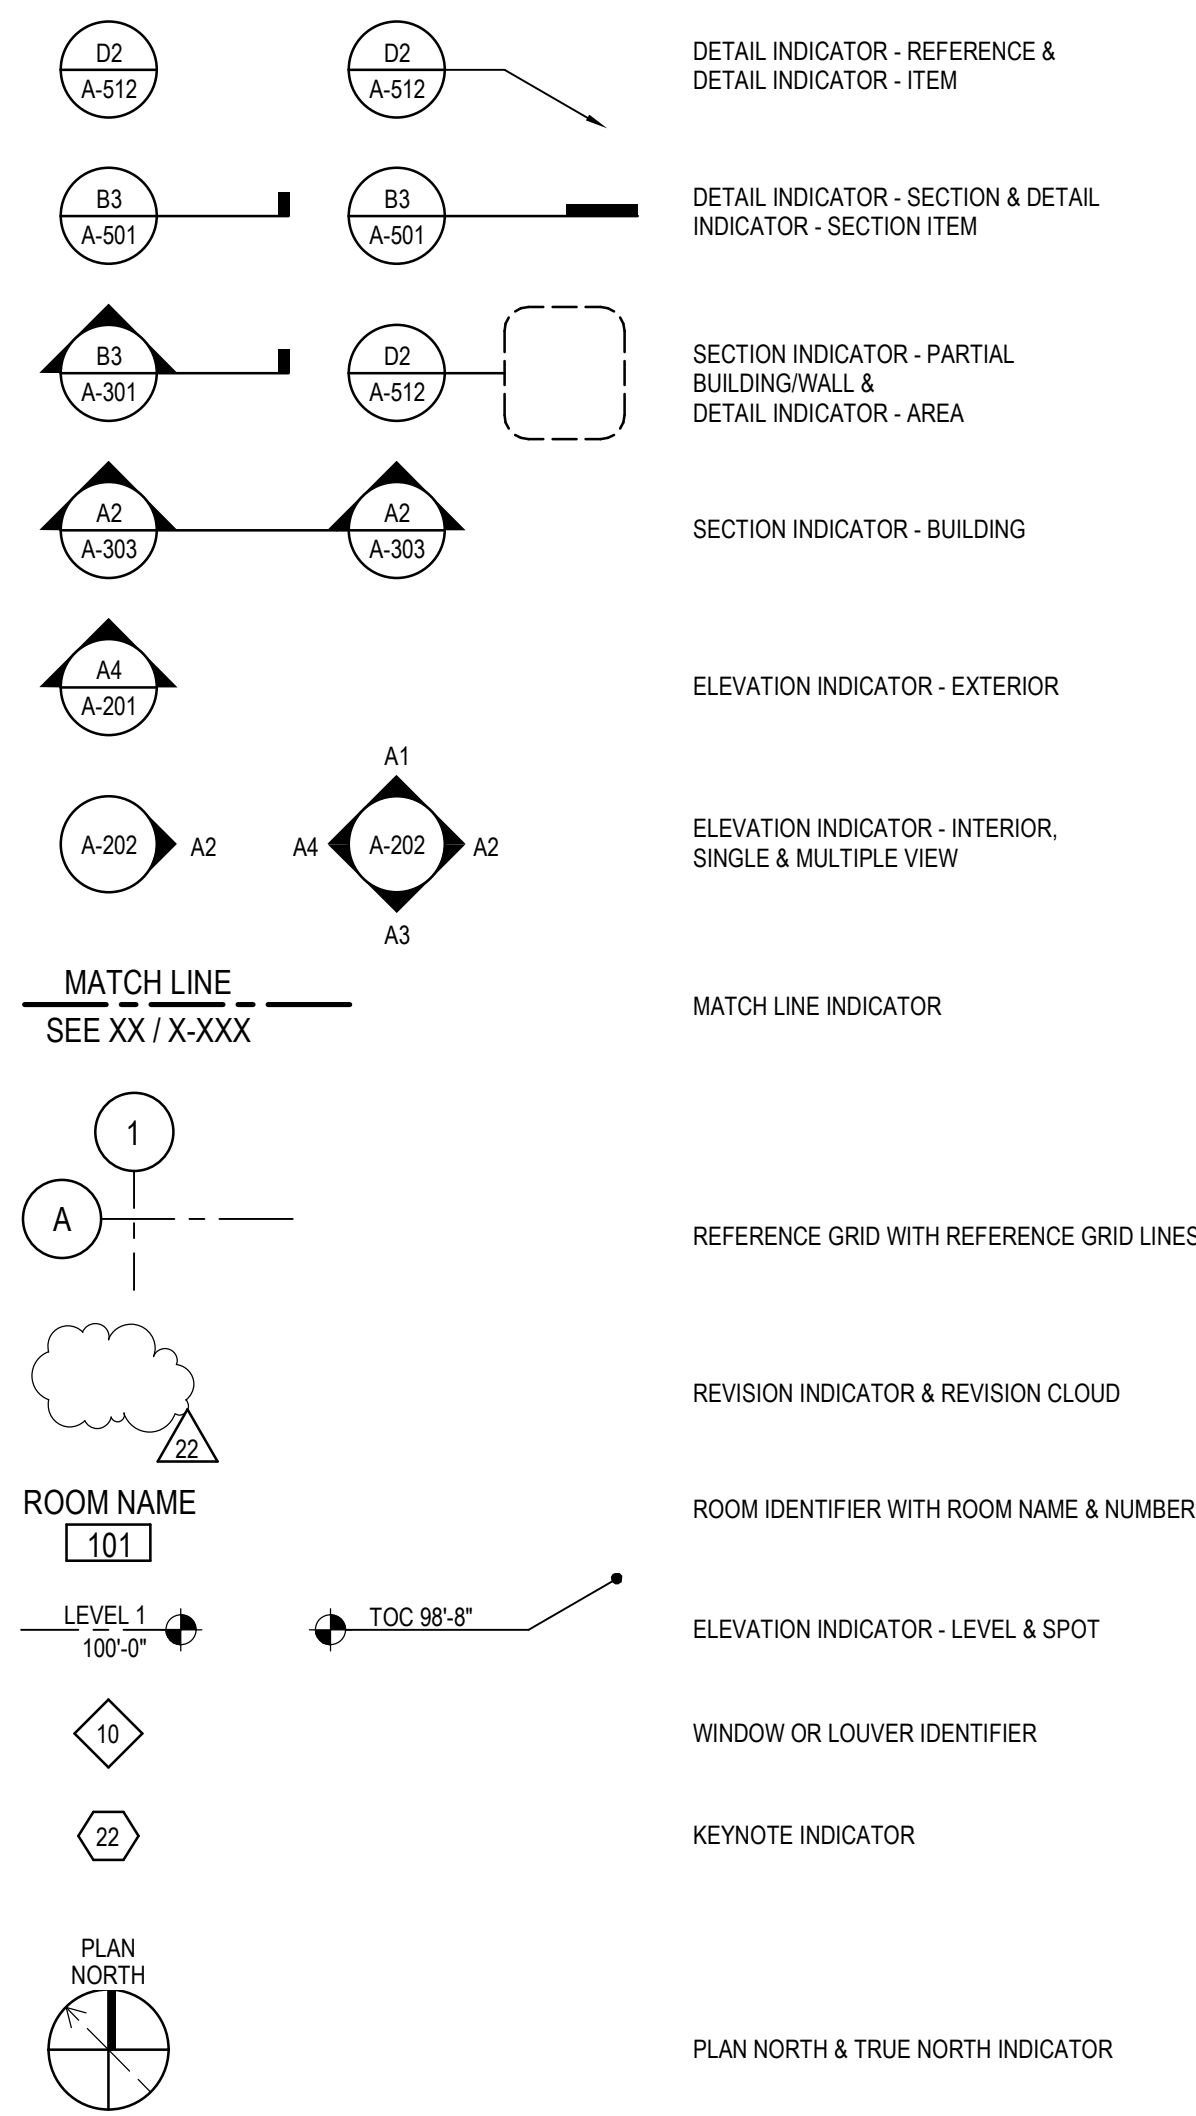 D2
A-512
D2
A-512
DETAIL INDICATOR - REFERENCE &
DETAIL INDICATOR - ITEM
B3
A-501
B3
A-501
DETAIL INDICATOR - SECTION & DETAIL
INDICATOR - SECTION ITEM
B3
A-301
D2
A-512
SECTION INDICATOR - PARTIAL
BUILDING/WALL &
DETAIL INDICATOR - AREA
A2
A-303
A2
A-303
SECTION INDICATOR - BUILDING
A4
A-201
ELEVATION INDICATOR - EXTERIOR
A-202
A2
A1
A4
A-202
A2
A3
ELEVATION INDICATOR - INTERIOR,
SINGLE & MULTIPLE VIEW
MATCH LINE
SEE XX / X-XXX
MATCH LINE INDICATOR
1
A
REFERENCE GRID WITH REFERENCE GRID LINES
22
REVISION INDICATOR & REVISION CLOUD
ROOM NAME
101
ROOM IDENTIFIER WITH ROOM NAME & NUMBER
LEVEL 1
100'-0"
TOC 98'-8"
ELEVATION INDICATOR - LEVEL & SPOT
10
WINDOW OR LOUVER IDENTIFIER
22
KEYNOTE INDICATOR
PLAN
NORTH
PLAN NORTH & TRUE NORTH INDICATOR